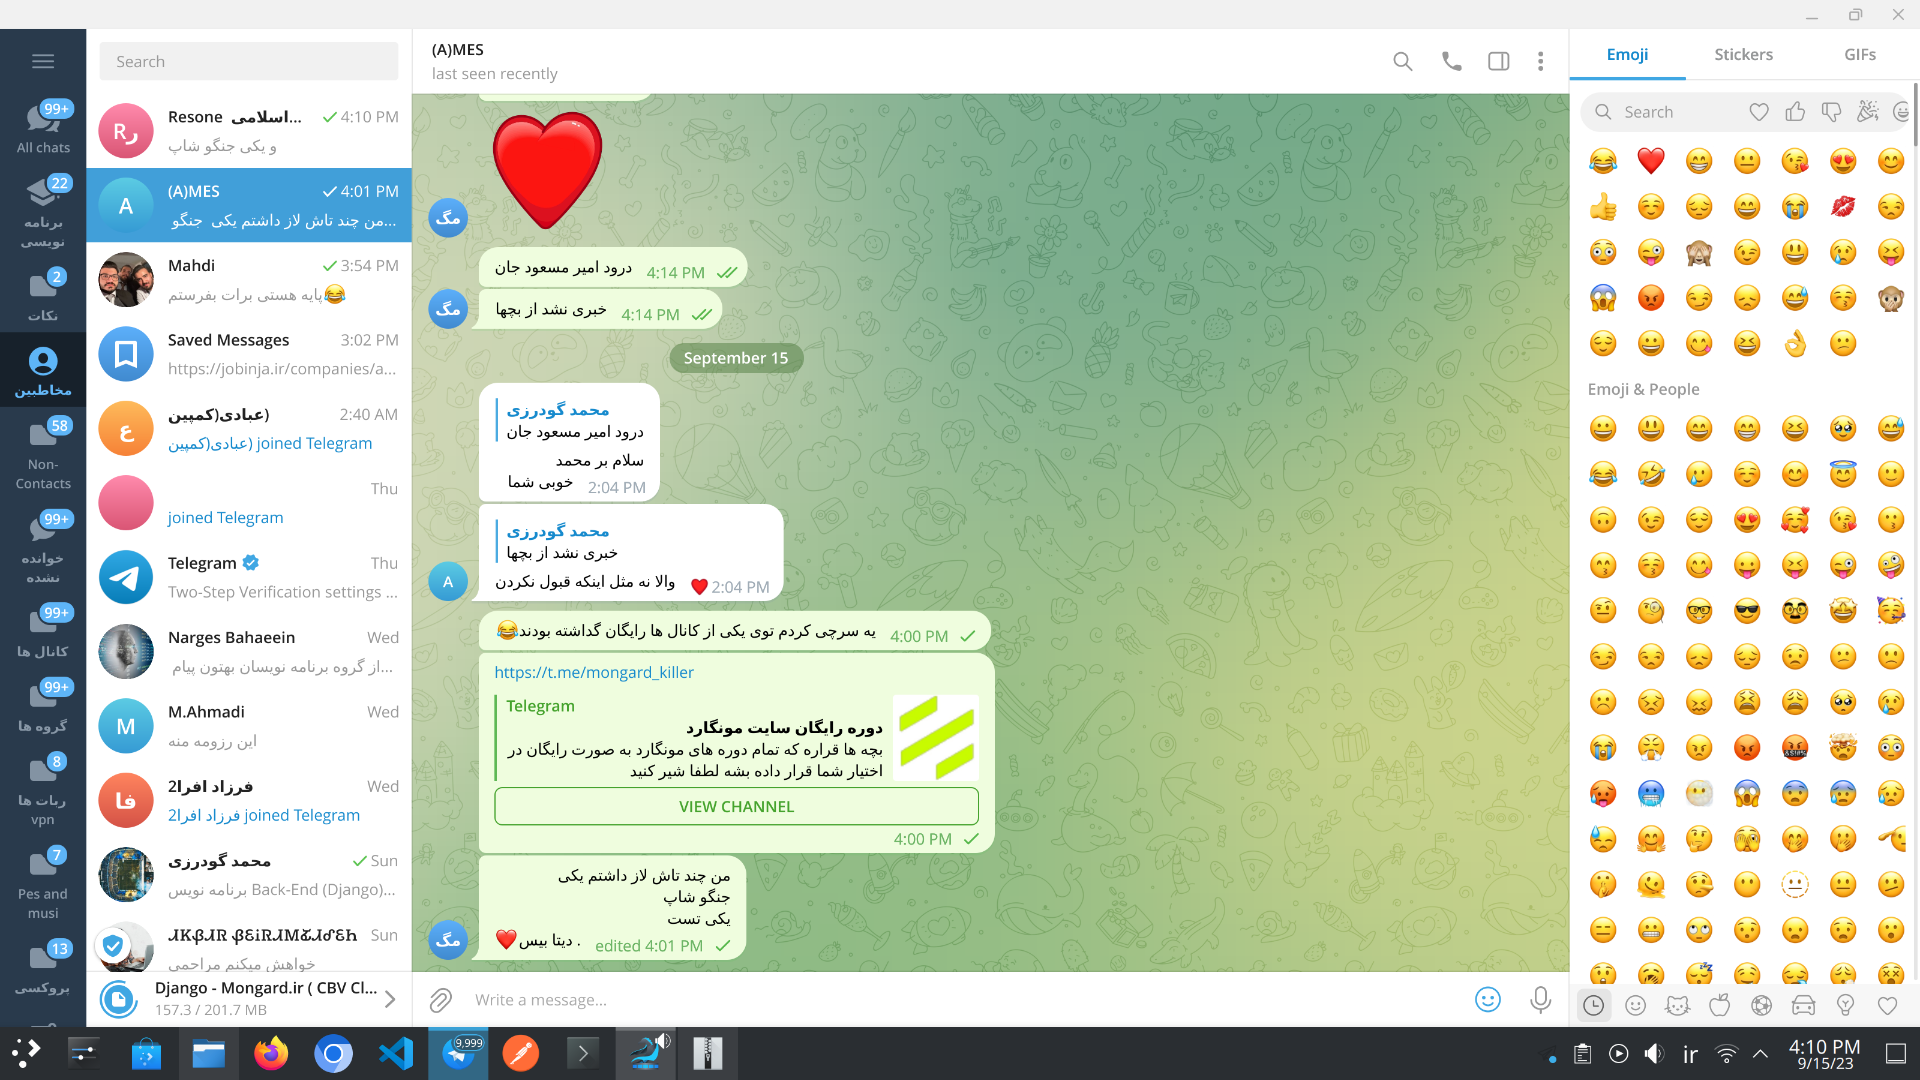 99+
All chats
22
برنامه
نویسی
2
نکات
مخاطبین
58
Non-
Contacts
99+
خوانده
نشده
99+
کانال ها
99+
گروه ها
8
ربات ها
vpn
7
Pes and
musi
13
پروکسی
Search
Rر
Resone اسلامی... 4:10 PM
و یکی جنگو شاپ
A
(A)MES 4:01 PM
من چند تاش لاز داشتم یکی جنگو...
Mahdi 3:54 PM
پایه هستی برات بفرستم😂
Saved Messages 3:02 PM
https://jobinja.ir/companies/a...
ع
عبادی(کمپین) 2:40 AM
عبادی(کمپین) joined Telegram
Thu
joined Telegram
Telegram Thu
Two-Step Verification settings ...
Narges Bahaeein Wed
از گروه برنامه نویسان بهتون پیام...
M
M.Ahmadi Wed
این رزومه منه
فا
فرزاد افرا2 Wed
فرزاد افرا2 joined Telegram
محمد گودرزی Sun
برنامه نویس Back-End (Django)...
Sun
خواهش میکنم مراحمی
Django - Mongard.ir ( CBV Cl...
157.3 / 201.7 MB
(A)MES
last seen recently
مگ
درود امیر مسعود جان 4:14 PM
مگ
خبری نشد از بچها 4:14 PM
September 15
محمد گودرزی
درود امیر مسعود جان
سلام بر محمد
خوبی شما 2:04 PM
محمد گودرزی
خبری نشد از بچها
A
والا نه مثل اینکه قبول نکردن ❤️ 2:04 PM
یه سرچی کردم توی یکی از کانال ها رایگان گذاشته بودند😂 4:00 PM
https://t.me/mongard_killer
Telegram
دوره رایگان سایت مونگارد
بچه ها قراره که تمام دوره های مونگارد به صورت رایگان در
اختیار شما قرار داده بشه لطفا شیر کنید
VIEW CHANNEL
4:00 PM
من چند تاش لاز داشتم یکی
جنگو شاپ
یکی تست
مگ
. دیتا بیس❤️ edited 4:01 PM
Write a message...
Emoji Stickers GIFs
Search
Emoji & People
9,999
ir
4:10 PM
9/15/23